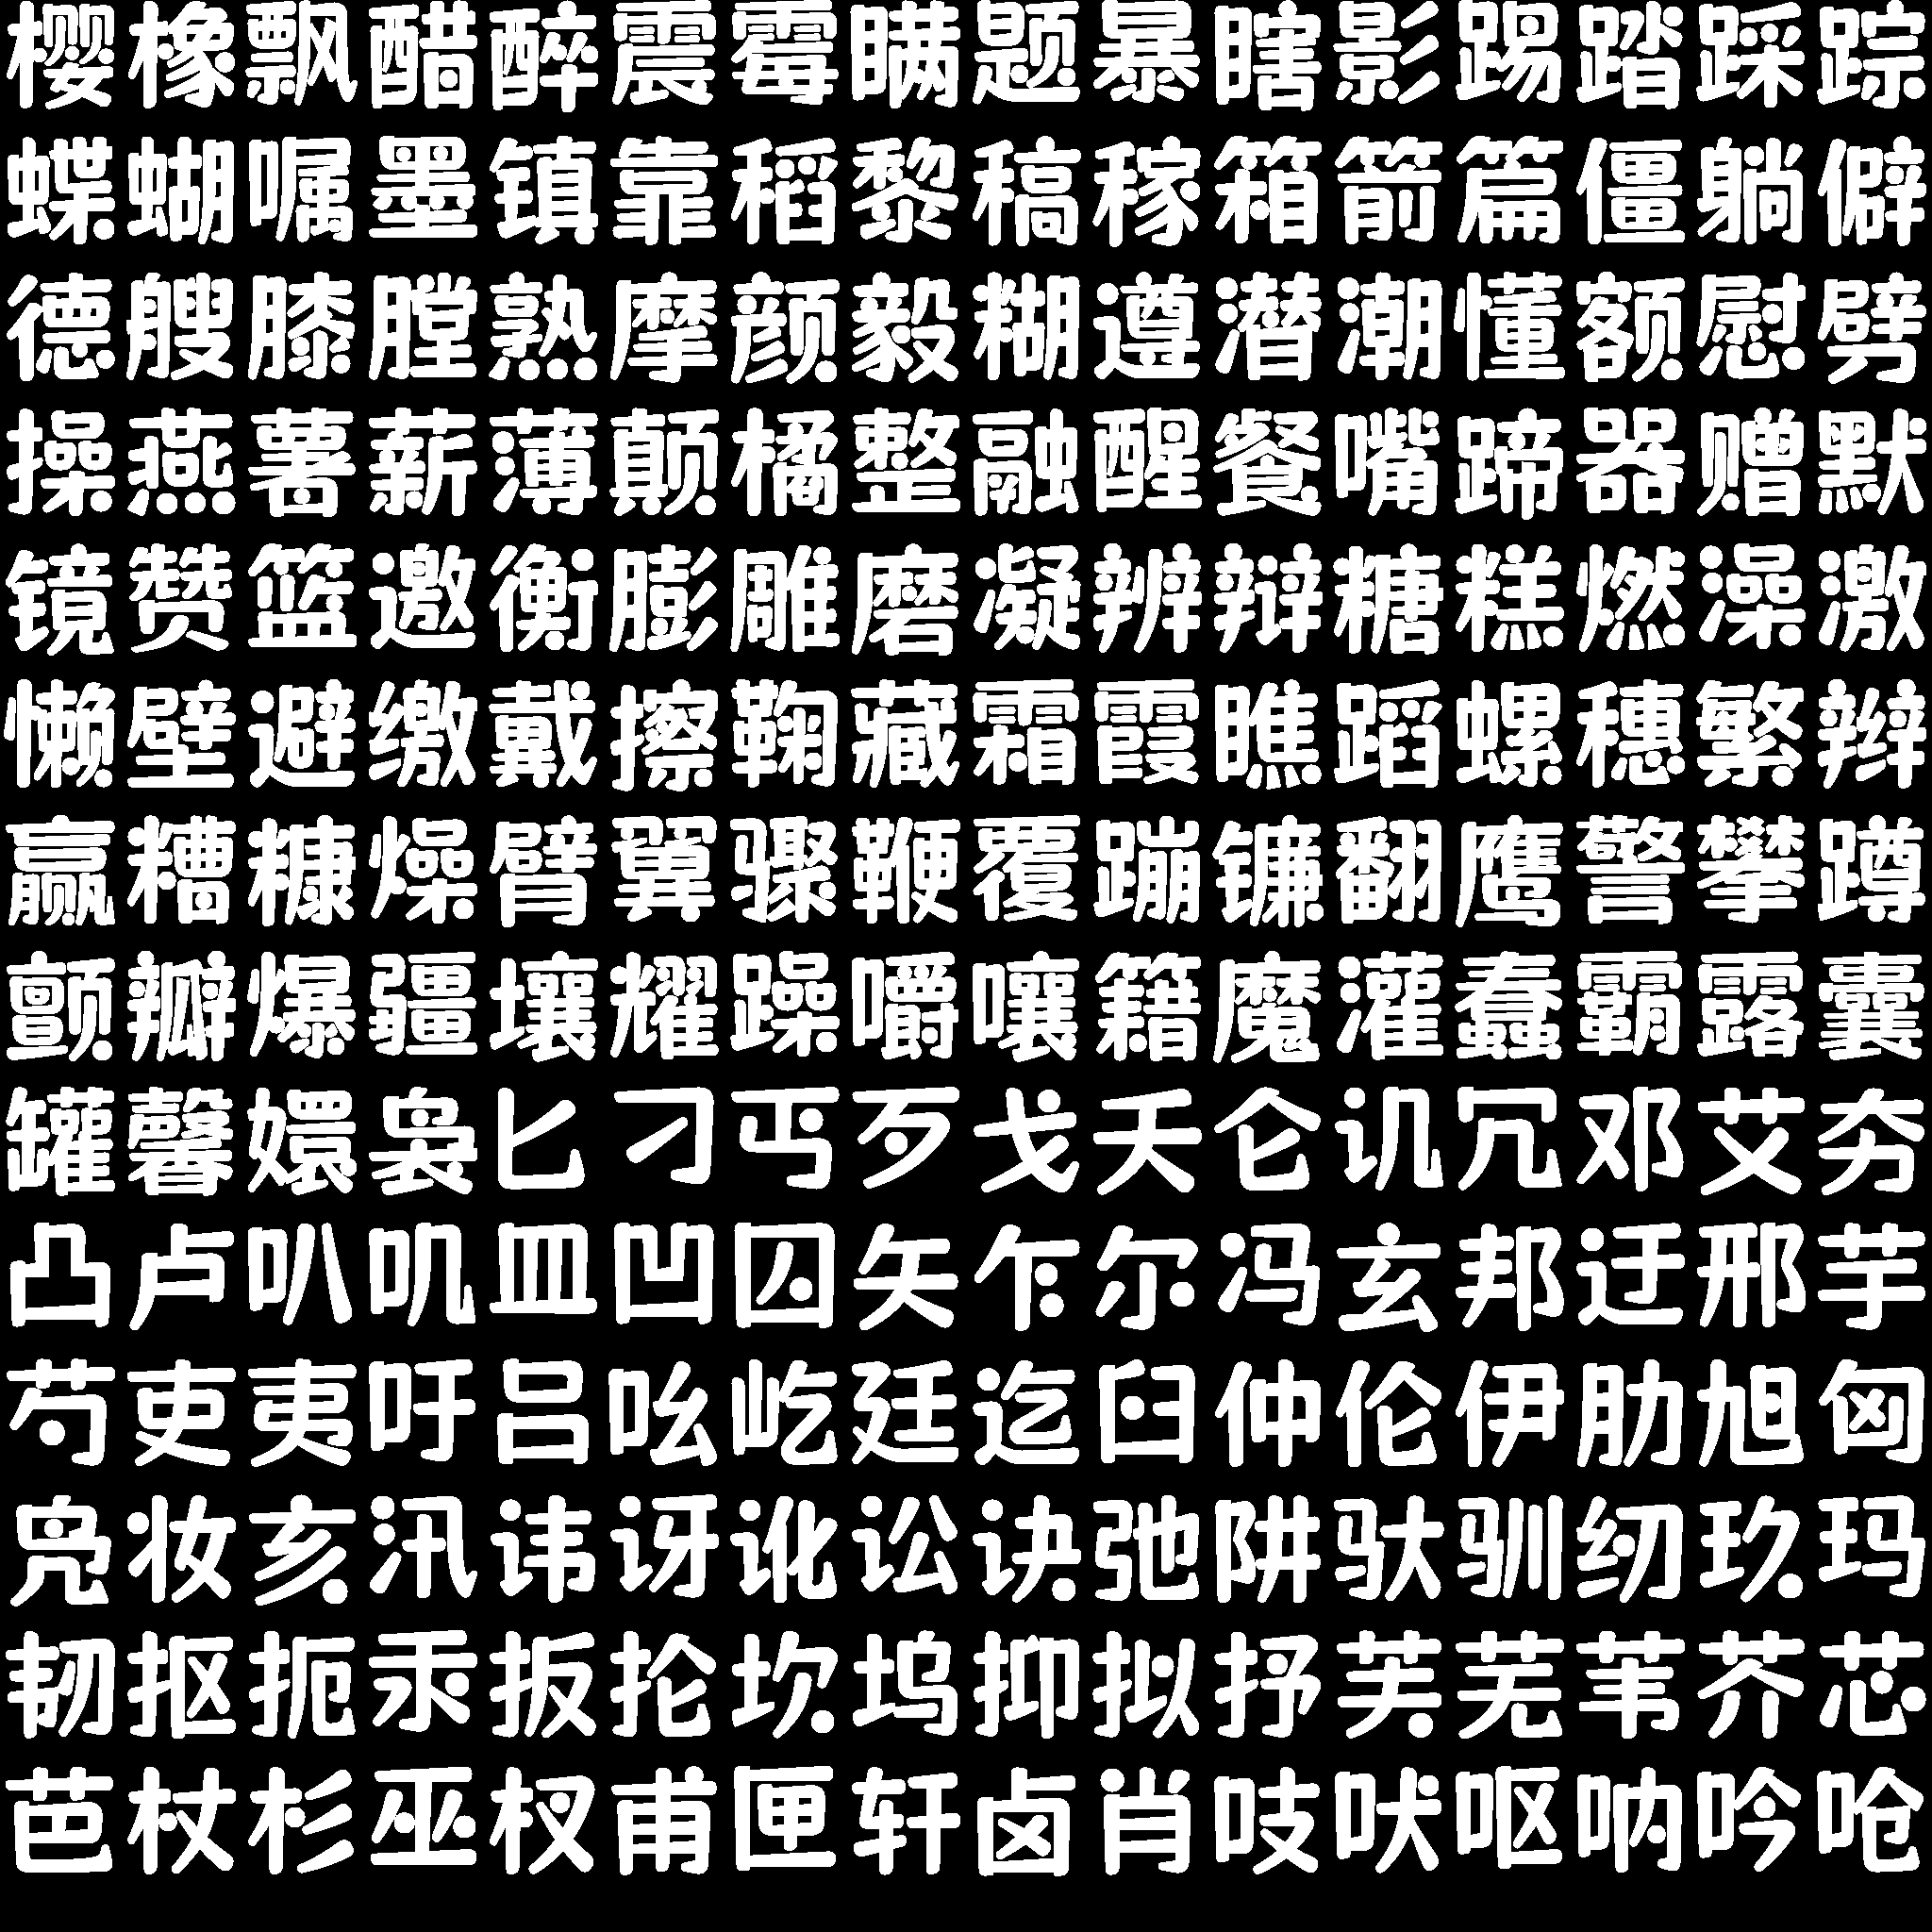 樱橡飘醋醉震霉瞒题暴瞎影踢踏踩踪
蝶蝴嘱墨镇靠稻黎稿稼箱箭篇僵躺僻
德艘膝膛熟摩颜毅糊遵潜潮懂额慰劈
操燕薯薪薄颠橘整融醒餐嘴蹄器赠默
镜赞篮邀衡膨雕磨凝辨辩糖糕燃澡激
懒壁避缴戴擦鞠藏霜霞瞧蹈螺穗繁辫
赢糟糠燥臂翼骤鞭覆蹦镰翻鹰警攀蹲
颤瓣爆疆壤耀躁嚼嚷籍魔灌蠢霸露囊
罐馨嬛袅匕刁丐歹戈夭仑讥冗邓艾夯
凸卢叭叽皿凹囚矢乍尔冯玄邦迂邢芋
芍吏夷吁吕吆屹廷迄臼仲伦伊肋旭匈
凫妆亥汛讳讶讹讼诀弛阱驮驯纫玖玛
韧抠扼汞扳抡坎坞抑拟抒芙芜苇芥芯
芭杖杉巫杈甫匣轩卤肖吱吠呕呐吟呛